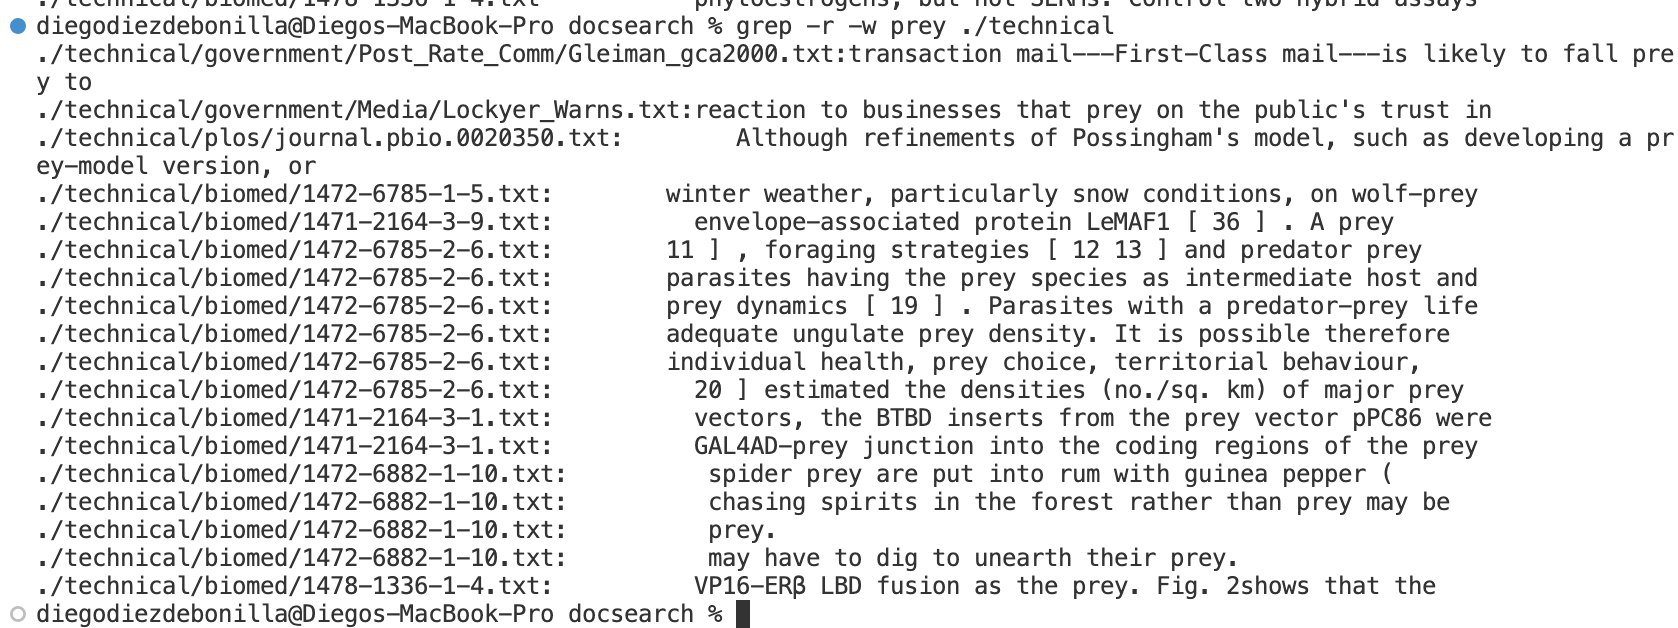 ./technical/biomed/1478-1336-1-4.txt phytoestrogens, but not SERMs. Control two hybrid assays
diegodiezdebonilla@Diegos-MacBook-Pro docsearch % grep -r -w prey ./technical
./technical/government/Post_Rate_Comm/Gleiman_gca2000.txt:transaction mail---First-Class mail---is likely to fall pre
y to
./technical/government/Media/Lockyer_Warns.txt:reaction to businesses that prey on the public's trust in
./technical/plos/journal.pbio.0020350.txt:        Although refinements of Possingham's model, such as developing a pr
ey-model version, or
./technical/biomed/1472-6785-1-5.txt:        winter weather, particularly snow conditions, on wolf-prey
./technical/biomed/1471-2164-3-9.txt:          envelope-associated protein LeMAF1 [ 36 ] . A prey
./technical/biomed/1472-6785-2-6.txt:        11 ] , foraging strategies [ 12 13 ] and predator prey
./technical/biomed/1472-6785-2-6.txt:        parasites having the prey species as intermediate host and
./technical/biomed/1472-6785-2-6.txt:        prey dynamics [ 19 ] . Parasites with a predator-prey life
./technical/biomed/1472-6785-2-6.txt:        adequate ungulate prey density. It is possible therefore
./technical/biomed/1472-6785-2-6.txt:        individual health, prey choice, territorial behaviour,
./technical/biomed/1472-6785-2-6.txt:          20 ] estimated the densities (no./sq. km) of major prey
./technical/biomed/1471-2164-3-1.txt:          vectors, the BTBD inserts from the prey vector pPC86 were
./technical/biomed/1471-2164-3-1.txt:          GAL4AD-prey junction into the coding regions of the prey
./technical/biomed/1472-6882-1-10.txt:          spider prey are put into rum with guinea pepper (
./technical/biomed/1472-6882-1-10.txt:          chasing spirits in the forest rather than prey may be
./technical/biomed/1472-6882-1-10.txt:          prey.
./technical/biomed/1472-6882-1-10.txt:          may have to dig to unearth their prey.
./technical/biomed/1478-1336-1-4.txt:          VP16-ERβ LBD fusion as the prey. Fig. 2shows that the
diegodiezdebonilla@Diegos-MacBook-Pro docsearch %